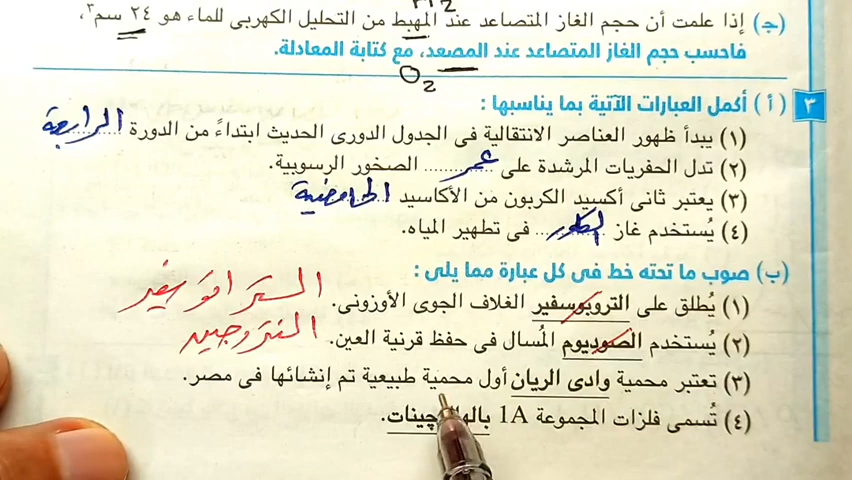 (جـ) إذا علمت أن حجم الغاز المتصاعد عند المهبط من التحليل الكهربى للماء هو ٢٤ سم٣،
فاحسب حجم الغاز المتصاعد عند المصعد، مع كتابة المعادلة.
O2
٣ (أ) أكمل العبارات الآتية بما يناسبها :
(١) يبدأ ظهور العناصر الانتقالية فى الجدول الدورى الحديث ابتداءً من الدورة الرابعة
(٢) تدل الحفريات المرشدة على عمر الصخور الرسوبية.
(٣) يعتبر ثانى أكسيد الكربون من الأكاسيد الحامضية
(٤) يُستخدم غاز الكلور فى تطهير المياه.
(ب) صوب ما تحته خط فى كل عبارة مما يلى :
الستراتوسفير
(١) يُطلق على التروبوسفير الغلاف الجوى الأوزونى.
النتروجين
(٢) يُستخدم الصوديوم المُسال فى حفظ قرنية العين.
(٣) تعتبر محمية وادى الريان أول محمية طبيعية تم إنشائها فى مصر.
(٤) تُسمى فلزات المجموعة 1A بالهالوچينات.